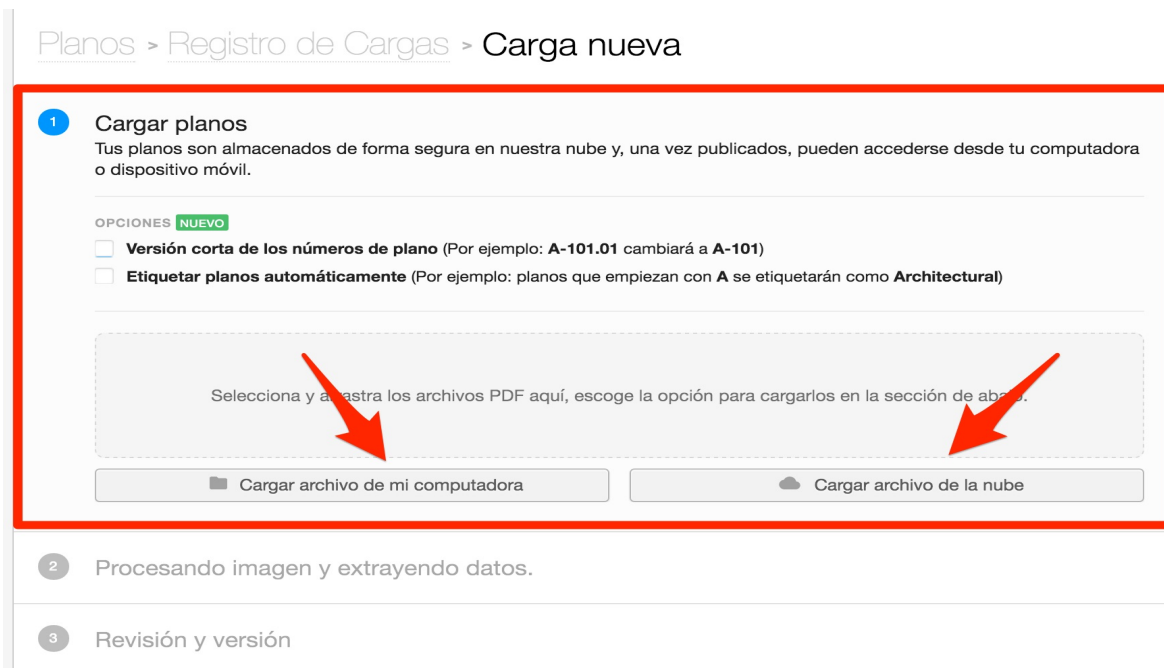 Planos > Registro de Cargas > Carga nueva
1 Cargar planos
Tus planos son almacenados de forma segura en nuestra nube y, una vez publicados, pueden accederse desde tu computadora
o dispositivo móvil.
OPCIONES NUEVO
Versión corta de los números de plano (Por ejemplo: A-101.01 cambiará a A-101)
Etiquetar planos automáticamente (Por ejemplo: planos que empiezan con A se etiquetarán como Architectural)
Selecciona y arrastra los archivos PDF aquí, escoge la opción para cargarlos en la sección de abajo.
Cargar archivo de mi computadora
Cargar archivo de la nube
2 Procesando imagen y extrayendo datos.
3 Revisión y versión